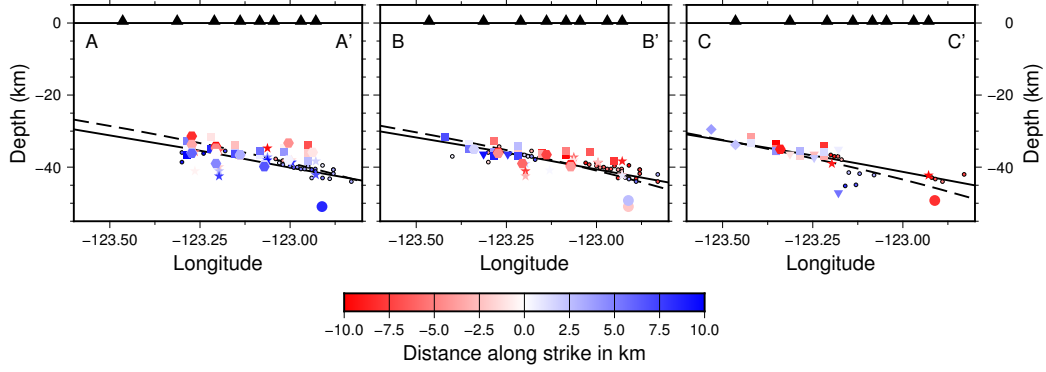 A A' B B' C C'
0 0
−20 −20
−40 −40
Depth (km) Depth (km)
−123.50 −123.25 −123.00 −123.50 −123.25 −123.00 −123.50 −123.25 −123.00
Longitude Longitude Longitude
−10.0 −7.5 −5.0 −2.5 0.0 2.5 5.0 7.5 10.0
Distance along strike in km